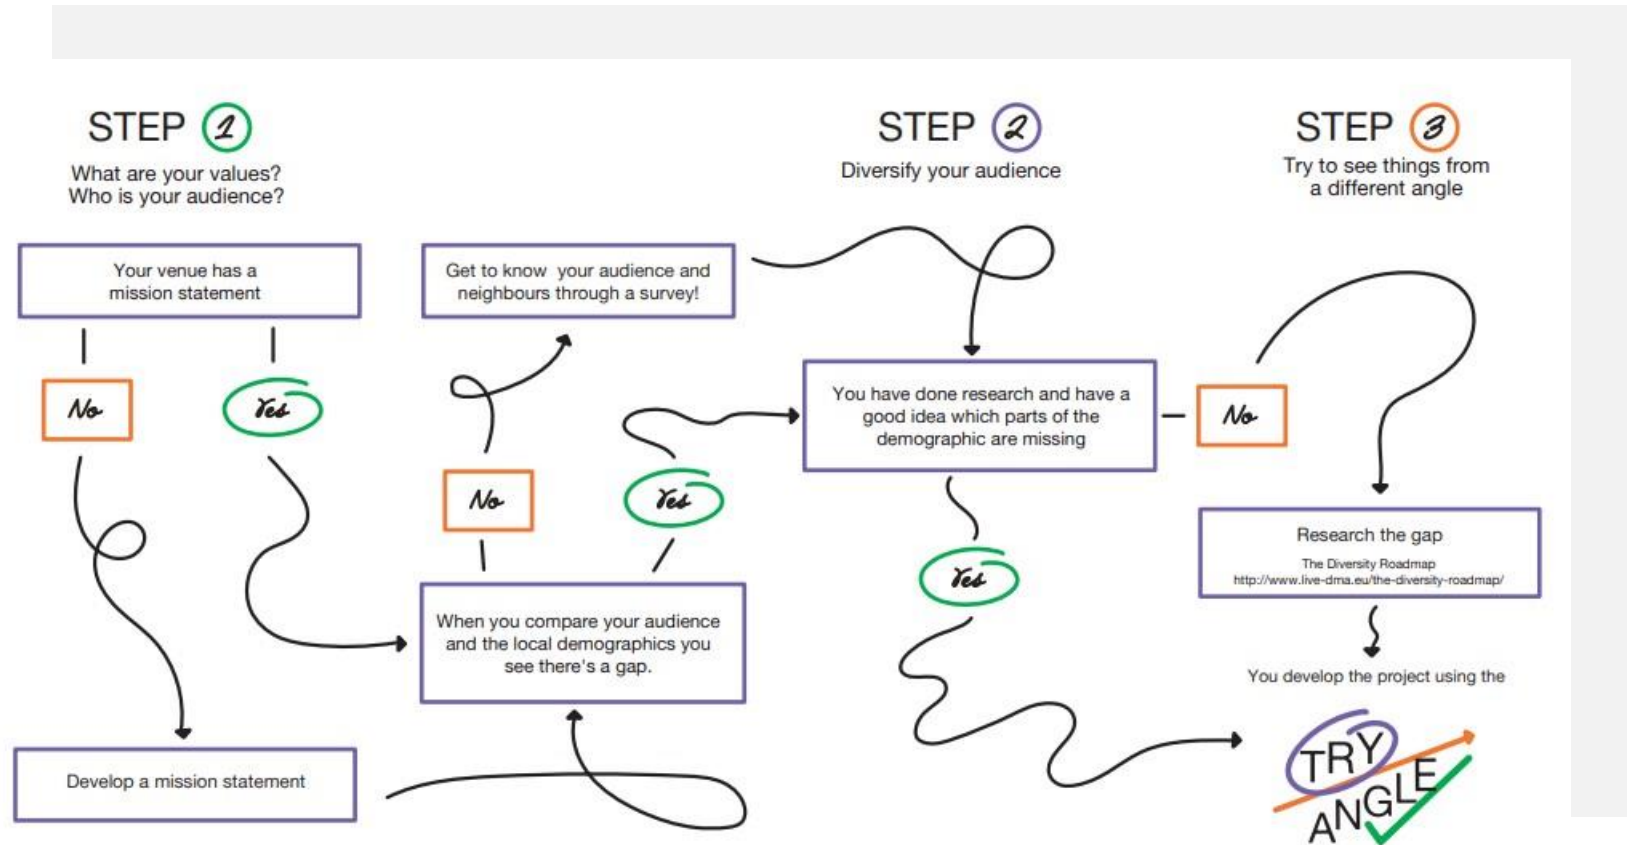 STEP 1
What are your values?
Who is your audience?
Your venue has a
mission statement
No
Yes
Develop a mission statement
Get to know your audience and
neighbours through a survey!
No
Yes
When you compare your audience
and the local demographics you
see there's a gap.
STEP 2
Diversify your audience
You have done research and have a
good idea which parts of the
demographic are missing
No
Yes
STEP 3
Try to see things from
a different angle
Research the gap
The Diversity Roadmap
http://www.live-dma.eu/the-diversity-roadmap/
You develop the project using the
TRY
ANGLE